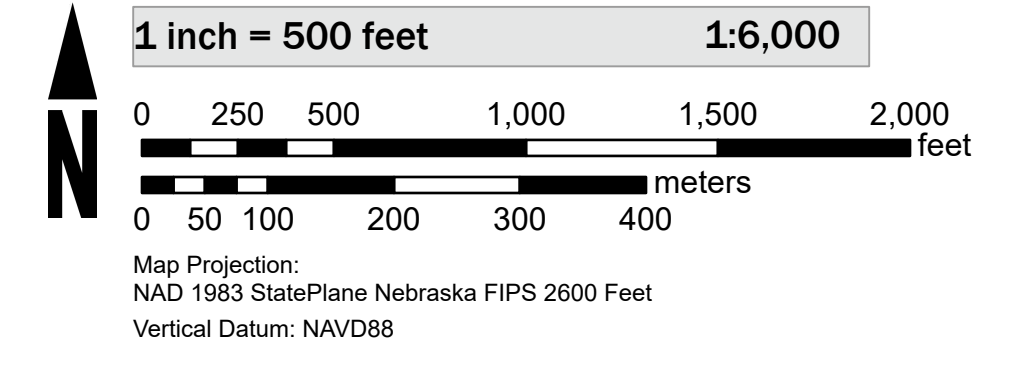 1 inch = 500 feet 1:6,000
0 250 500 1,000 1,500 2,000
feet
meters
0 50 100 200 300 400
N
Map Projection:
NAD 1983 StatePlane Nebraska FIPS 2600 Feet
Vertical Datum: NAVD88